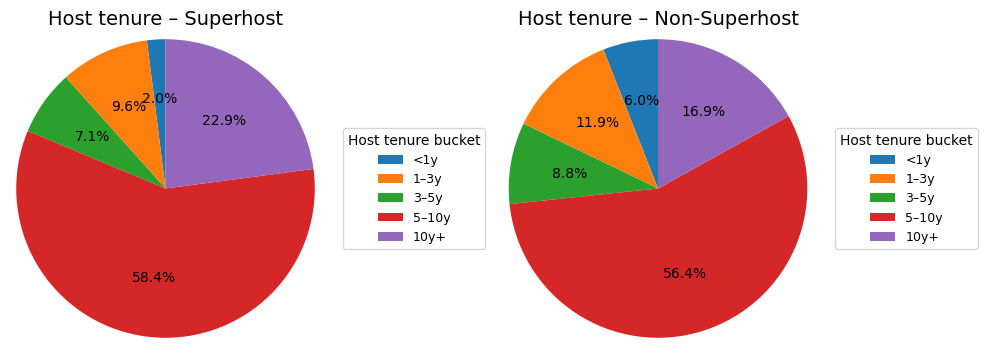 Host tenure – Superhost
2.0%
9.6%
7.1%
58.4%
22.9%
Host tenure bucket
<1y
1–3y
3–5y
5–10y
10y+
Host tenure – Non-Superhost
6.0%
11.9%
8.8%
56.4%
16.9%
Host tenure bucket
<1y
1–3y
3–5y
5–10y
10y+